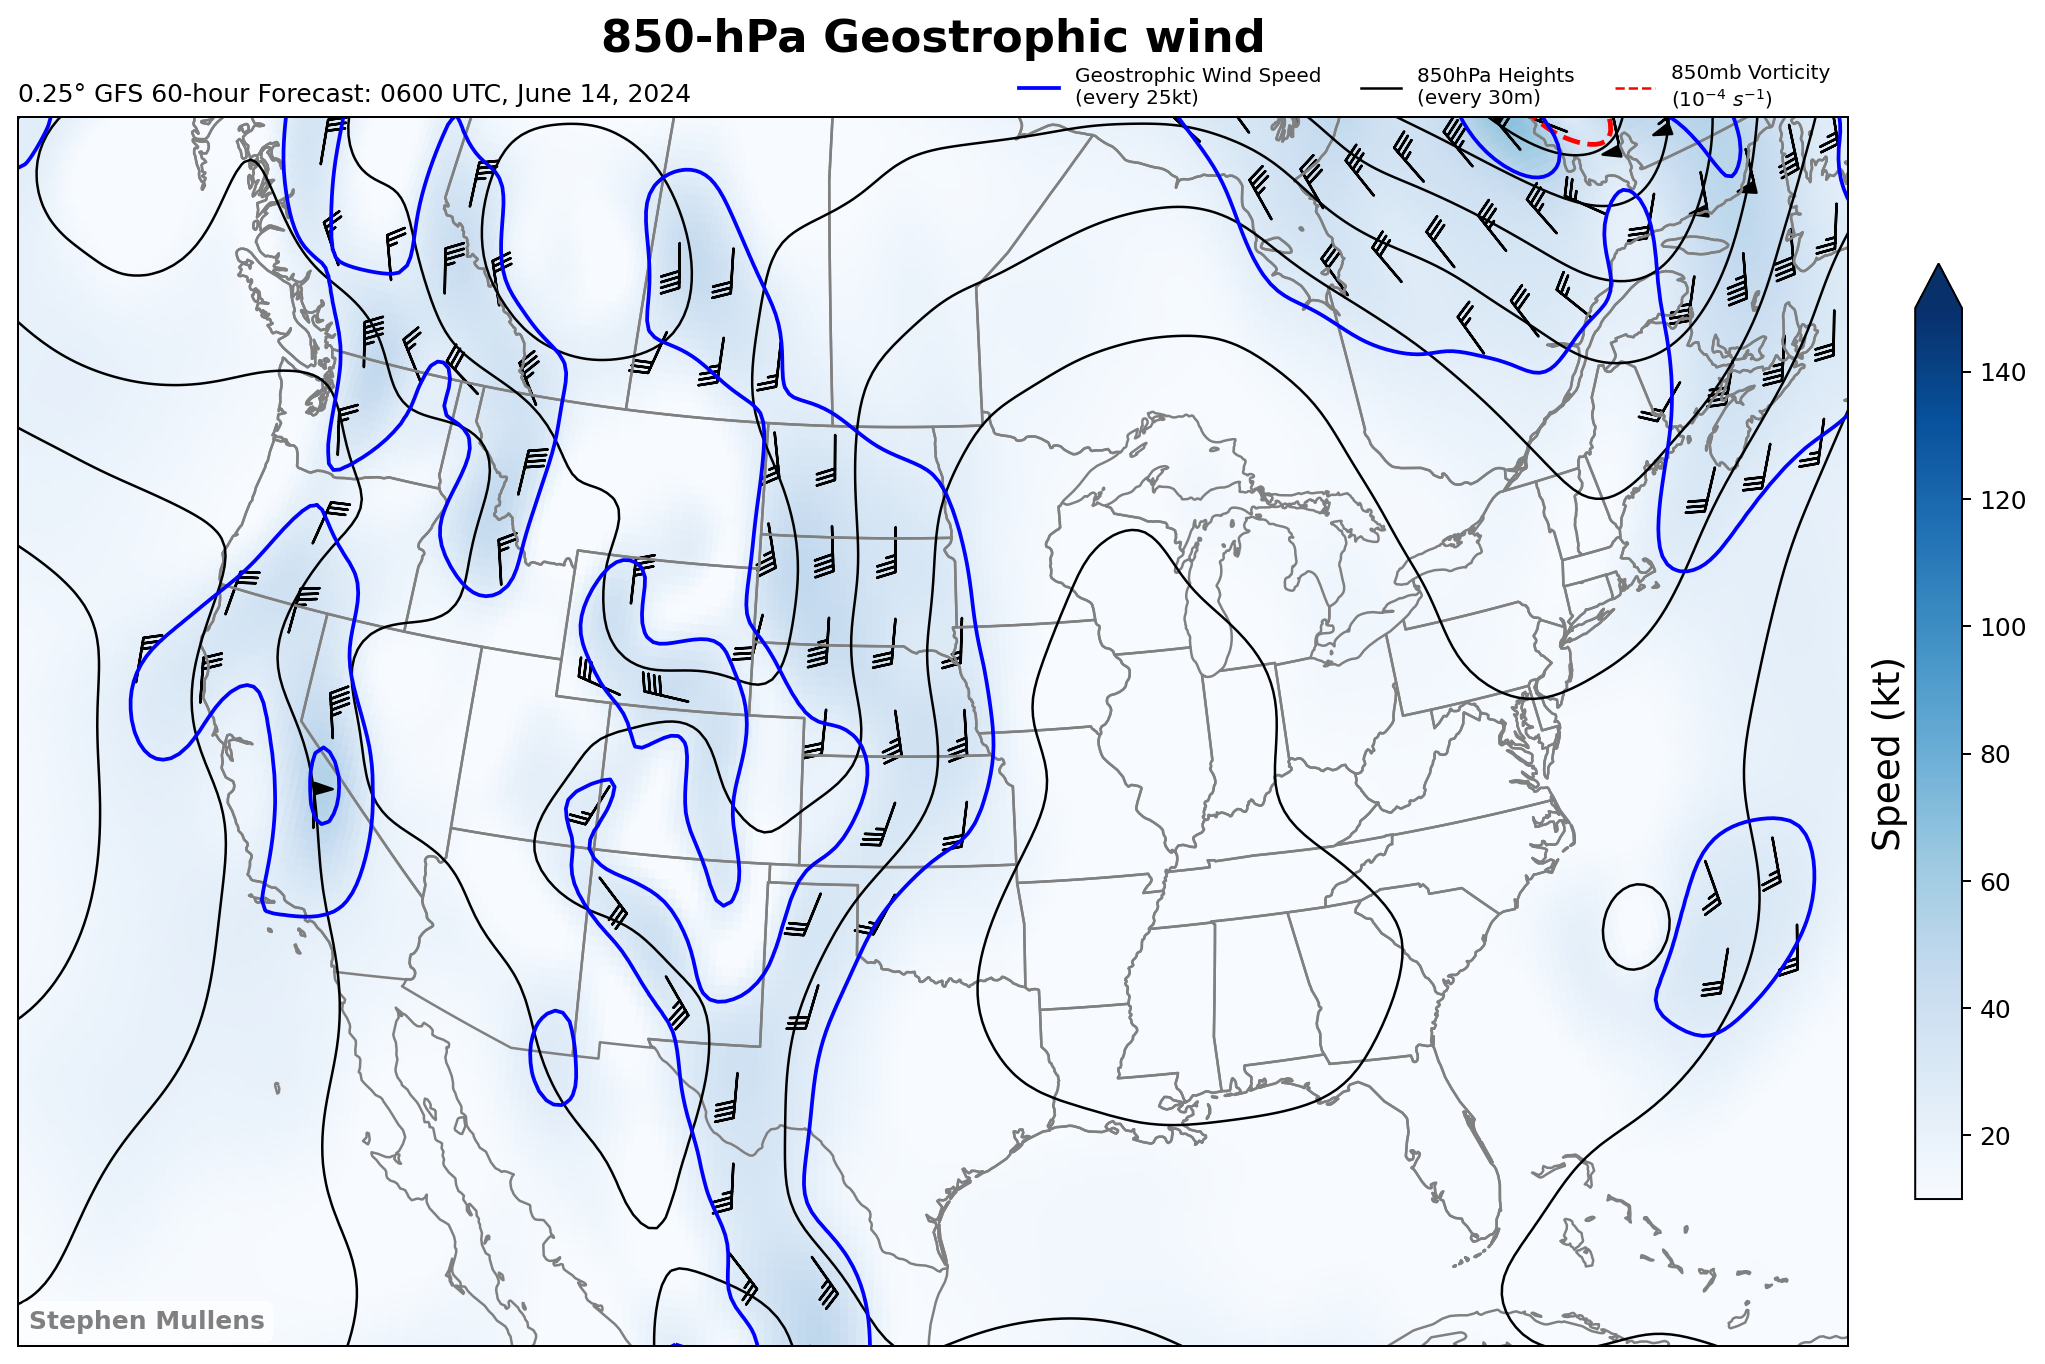 850-hPa Geostrophic wind
0.25° GFS 60-hour Forecast: 0600 UTC, June 14, 2024
Geostrophic Wind Speed
(every 25kt)
850hPa Heights
(every 30m)
850mb Vorticity
(10⁻⁴ s⁻¹)
140
120
100
80
60
40
20
Speed (kt)
Stephen Mullens